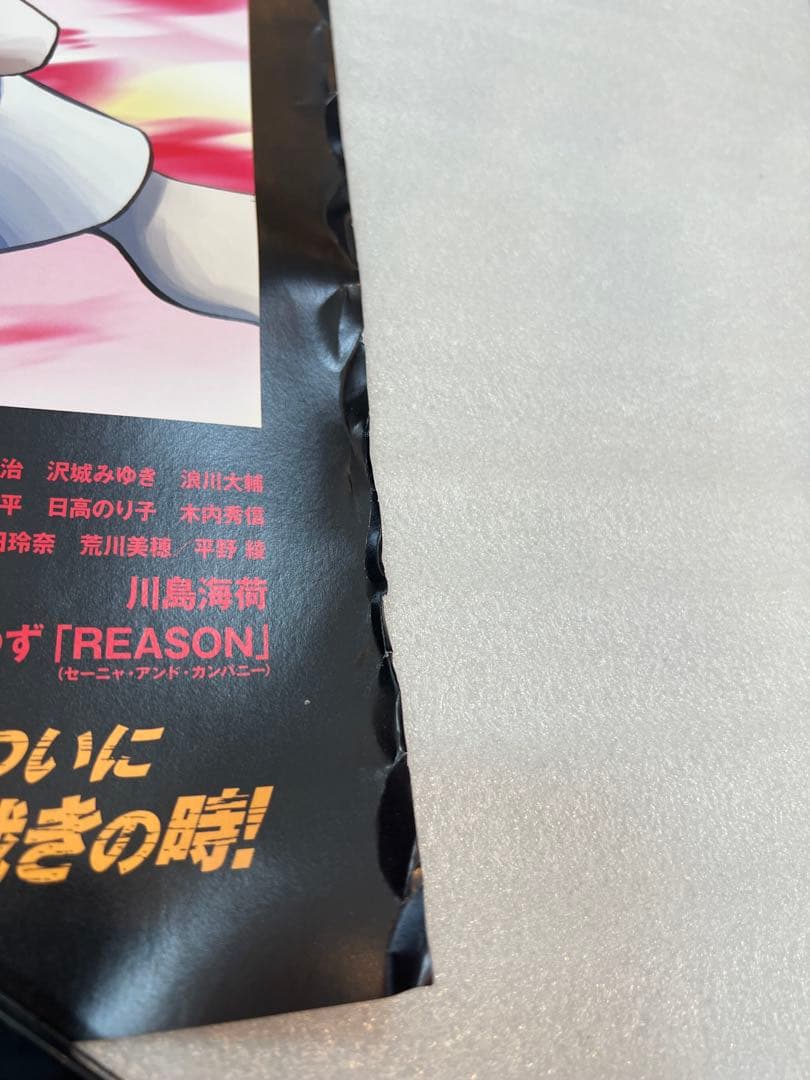 治 沢城みゆき 浪川大輔
平 日高のり子 木内秀信
玲奈 荒川美穂／平野 綾
川島海荷
ず「REASON」
(セーニャ・アンド・カンパニー)
ついに
きの時!